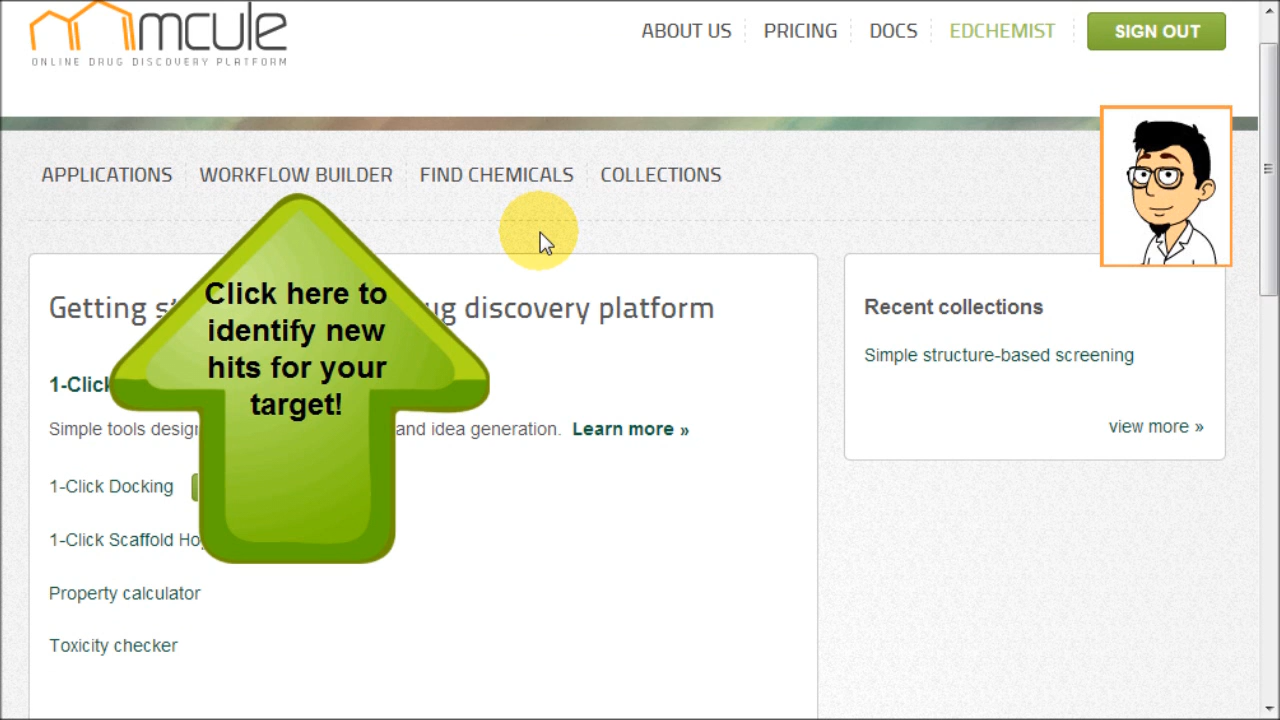 mcule
ONLINE DRUG DISCOVERY PLATFORM
ABOUT US
PRICING
DOCS
EDCHEMIST
SIGN OUT
APPLICATIONS
WORKFLOW BUILDER
FIND CHEMICALS
COLLECTIONS
Click here to
identify new
hits for your
target!
Getting drug discovery platform
1-Click
Simple tools and idea generation. Learn more »
1-Click Docking
1-Click Scaffold
Property calculator
Toxicity checker
Recent collections
Simple structure-based screening
view more »